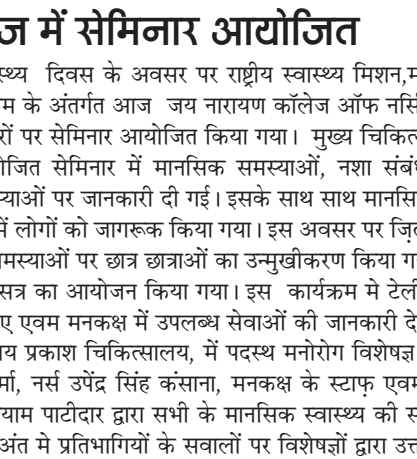 ज में सेमिनार आयोजित
स्थ्य दिवस के अवसर पर राष्ट्रीय स्वास्थ्य मिशन,म
म के अंतर्गत आज जय नारायण कॉलेज ऑफ नर्सि
रों पर सेमिनार आयोजित किया गया। मुख्य चिकित्
ोजित सेमिनार में मानसिक समस्याओं, नशा संबं
स्याओं पर जानकारी दी गई। इसके साथ साथ मानसि
में लोगों को जागरूक किया गया। इस अवसर पर ज़ि
मस्याओं पर छात्र छात्राओं का उन्मुखीकरण किया ग
सत्र का आयोजन किया गया। इस कार्यक्रम मे टेली
ए एवम मनकक्ष में उपलब्ध सेवाओं की जानकारी दे
य प्रकाश चिकित्सालय, में पदस्थ मनोरोग विशेषज्ञ
र्मा, नर्स उपेंद्र सिंह कंसाना, मनकक्ष के स्टाफ़ एवम
याम पाटीदार द्वारा सभी के मानसिक स्वास्थ्य की स
अंत मे प्रतिभागियों के सवालों पर विशेषज्ञों द्वारा उत्त